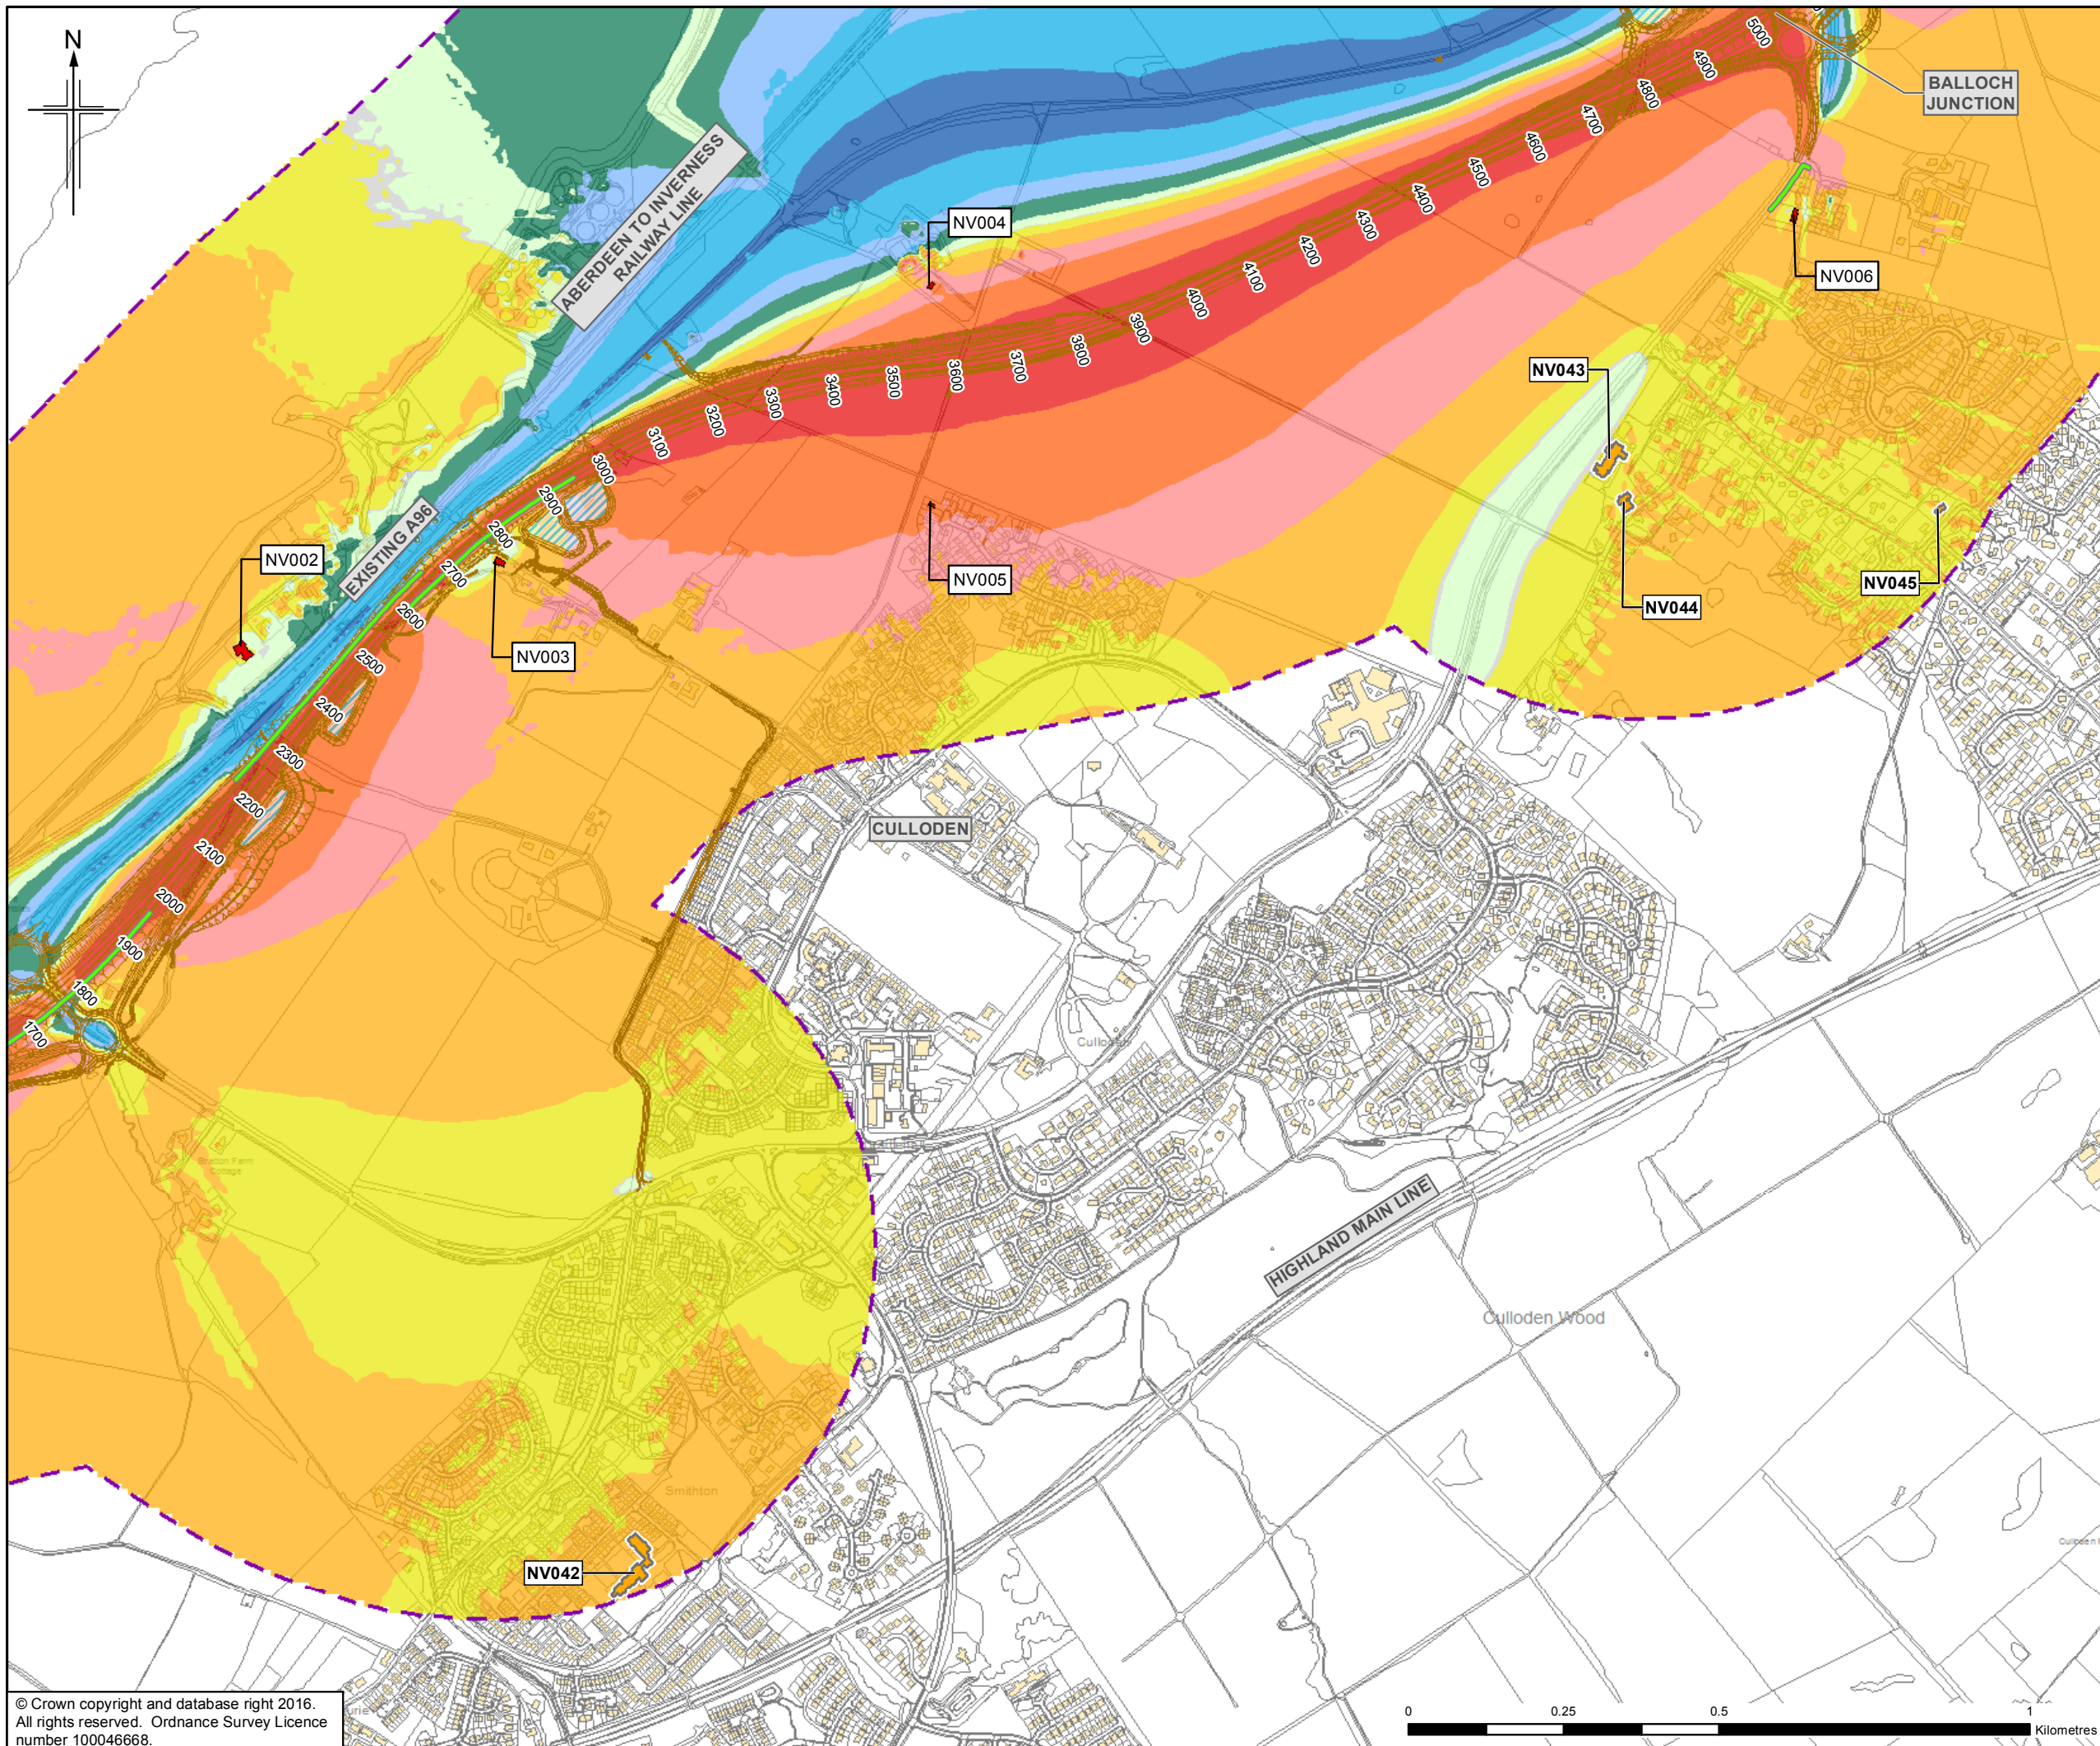 N
BALLOCH
JUNCTION
ABERDEEN TO INVERNESS
RAILWAY LINE
EXISTING A96
NV004
NV006
NV043
NV002
NV005
NV003
NV044
NV045
5000
4900
4800
4700
4600
4500
4400
4300
4200
4100
4000
3900
3800
3700
3600
3500
3400
3300
3200
3100
3000
2900
2800
2700
2600
2500
2400
2300
2200
2100
2000
1900
1800
1700
CULLODEN
Culloden
Stratton Farm
Cottage
HIGHLAND MAIN LINE
Culloden Wood
Smithton
NV042
© Crown copyright and database right 2016.
All rights reserved. Ordnance Survey Licence
number 100046668.
0 0.25 0.5 1
Kilometres